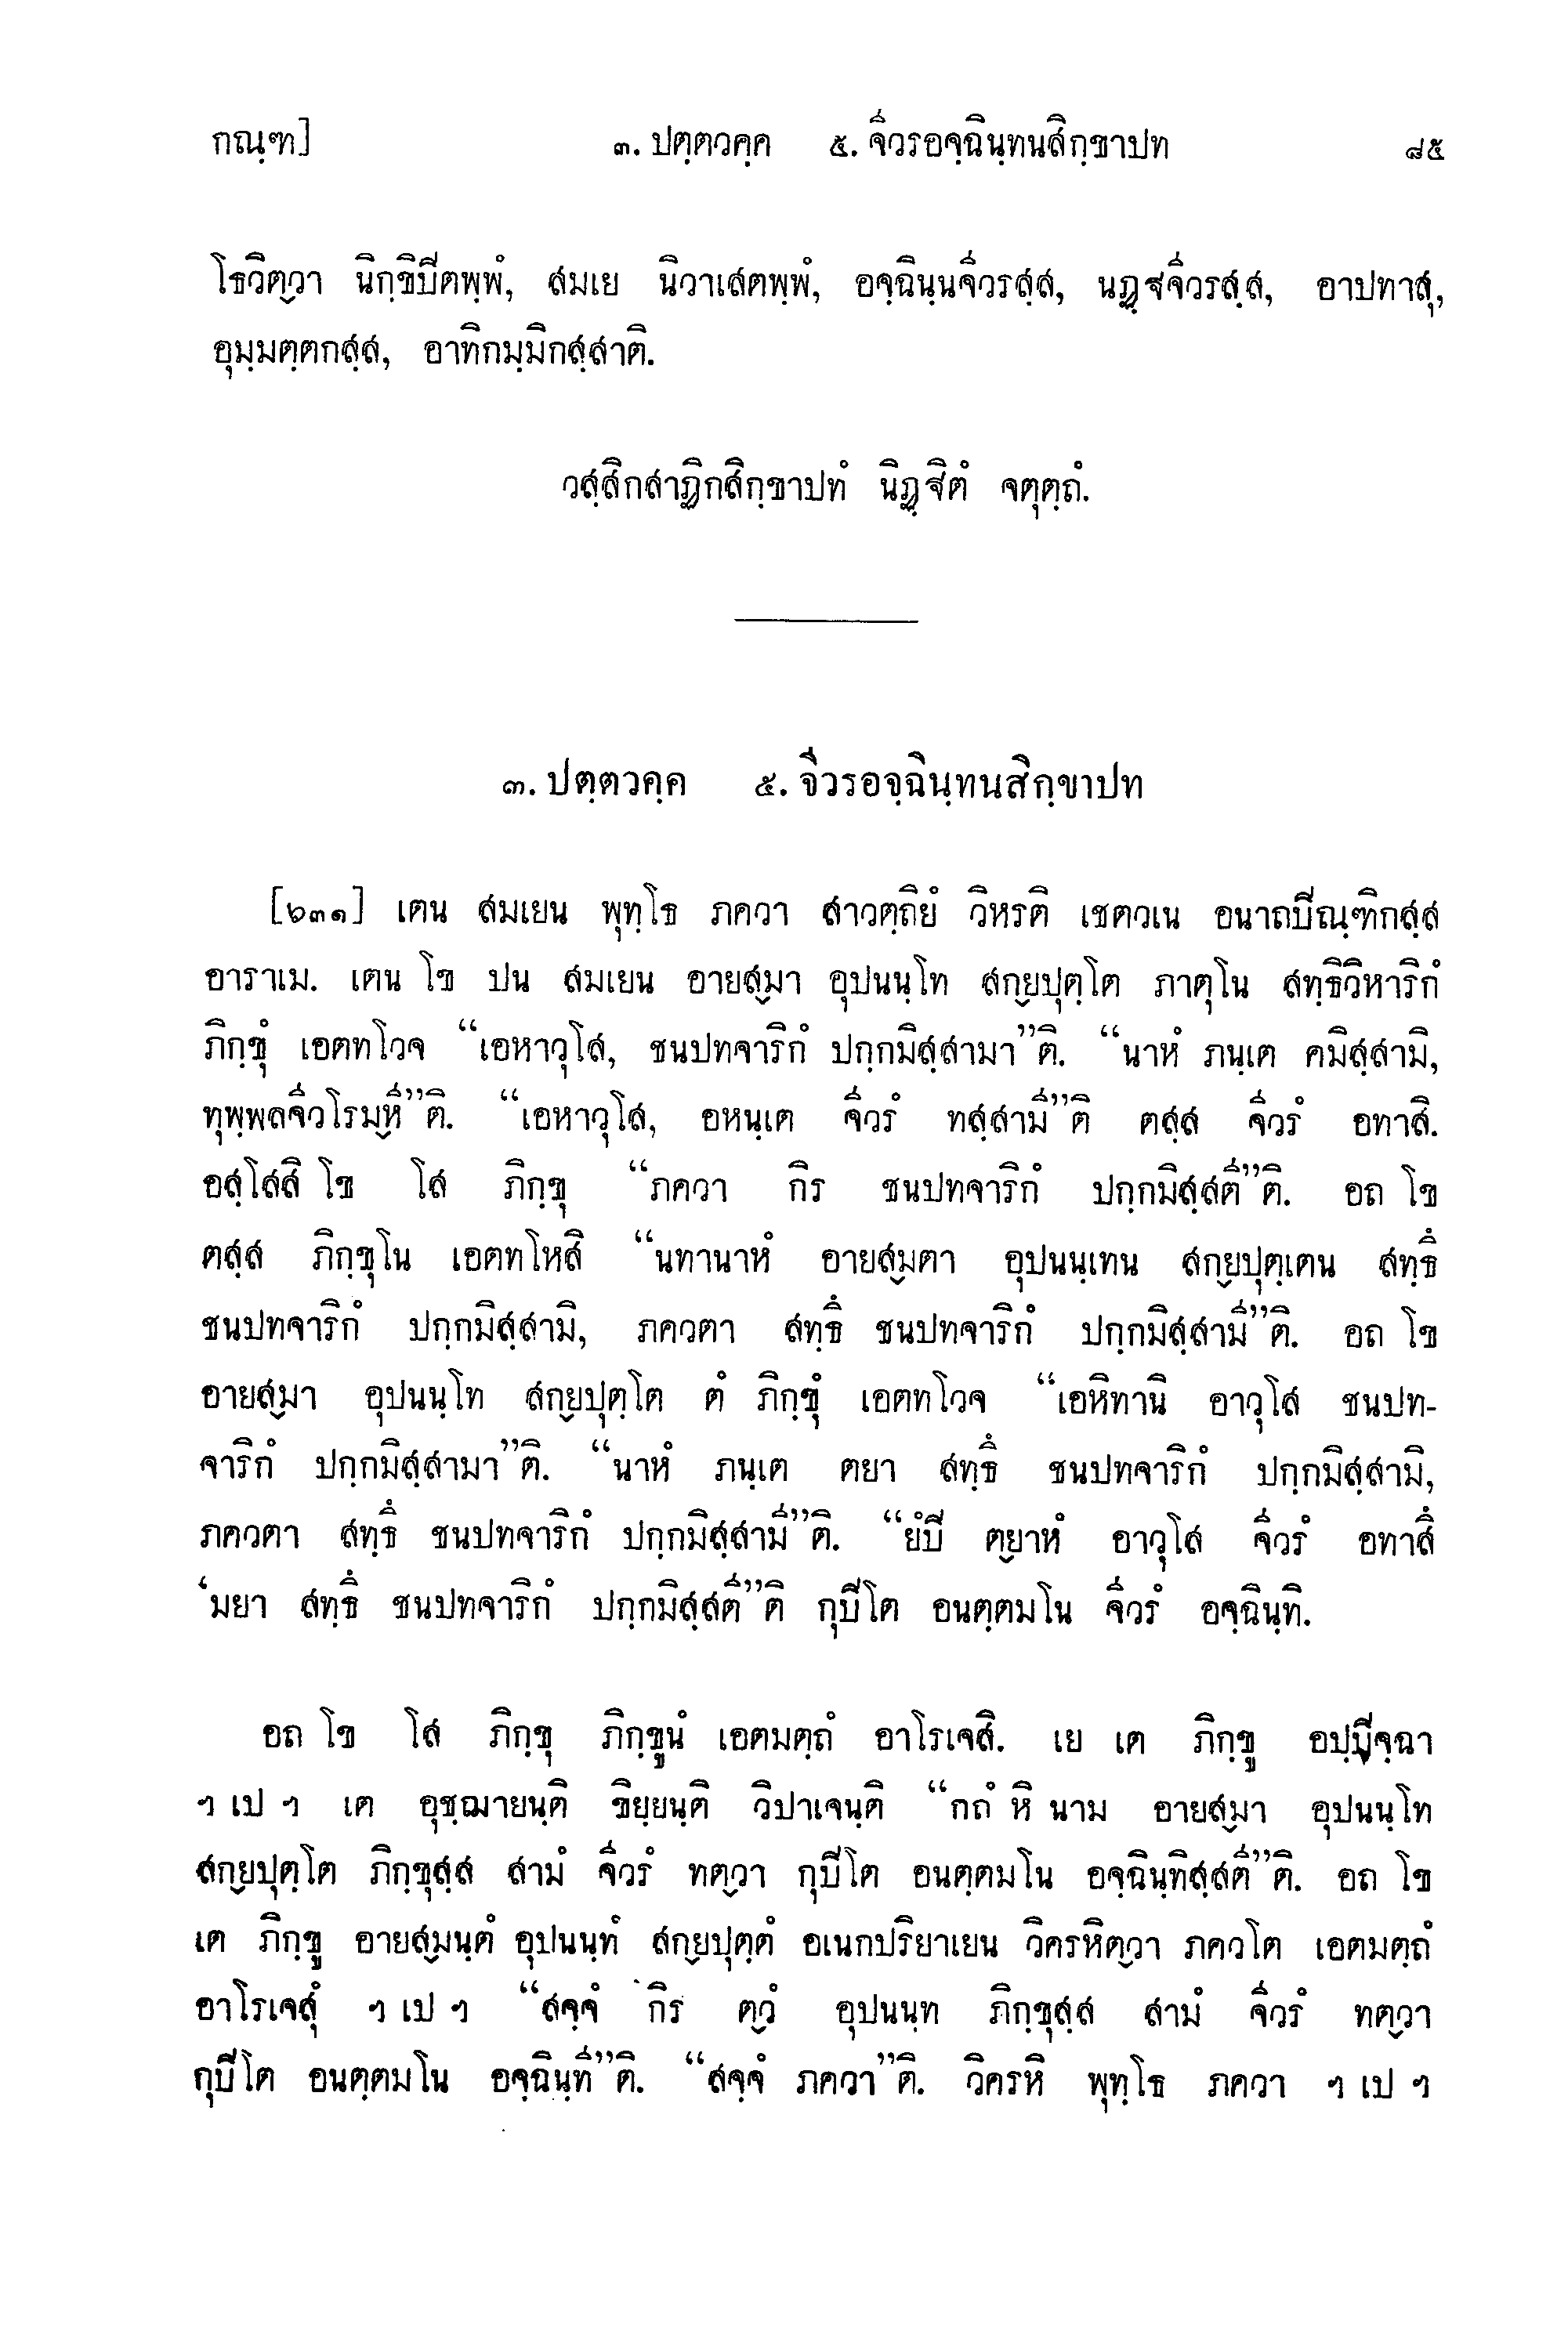 กณฺฑ] ๓. ปตฺตวคฺค ๕. จีวรอจฺฉินฺทนสิกฺขาปท ๘๕
โธวิตฺวา นิกฺขิปิตพฺพํ, สมเย นิวาเสตพฺพํ, อจฺฉินฺนจีวรสฺส, นฏฺฐจีวรสฺส, อาปทาสุ,
อุมฺมตฺตกสฺส, อาทิกมฺมิกสฺสาติ.
วสฺสิกสาฏิกสิกฺขาปทํ นิฏฺฐิตํ จตุตฺถํ.
๓. ปตฺตวคฺค ๕. จีวรอจฺฉินฺทนสิกฺขาปท
[๖๓๑] เตน สมเยน พุทฺโธ ภควา สาวตฺถิยํ วิหรติ เชตวเน อนาถปิณฺฑิกสฺส
อาราเม. เตน โข ปน สมเยน อายสฺมา อุปนนฺโท สกฺยปุตฺโต ภาตุโน สทฺธิวิหาริกํ
ภิกฺขุํ เอตทโวจ “เอหาวุโส, ชนปทจาริกํ ปกฺกมิสฺสามา”ติ. “นาหํ ภนฺเต คมิสฺสามิ,
ทุพฺพลจีวโรมฺหี”ติ. “เอหาวุโส, อหนฺเต จีวรํ ทสฺสามี”ติ ตสฺส จีวรํ อทาสิ.
อสฺโสสิ โข โส ภิกฺขุ “ภควา กิร ชนปทจาริกํ ปกฺกมิสฺสตี”ติ. อถ โข
ตสฺส ภิกฺขุโน เอตทโหสิ “นทานาหํ อายสฺมตา อุปนนฺเทน สกฺยปุตฺเตน สทฺธึ
ชนปทจาริกํ ปกฺกมิสฺสามิ, ภควตา สทฺธึ ชนปทจาริกํ ปกฺกมิสฺสามี”ติ. อถ โข
อายสฺมา อุปนนฺโท สกฺยปุตฺโต ตํ ภิกฺขุํ เอตทโวจ “เอหิทานิ อาวุโส ชนปท-
จาริกํ ปกฺกมิสฺสามา”ติ. “นาหํ ภนฺเต ตยา สทฺธึ ชนปทจาริกํ ปกฺกมิสฺสามิ,
ภควตา สทฺธึ ชนปทจาริกํ ปกฺกมิสฺสามี”ติ. “ยํปิ ตฺยาหํ อาวุโส จีวรํ อทาสึ
‘มยา สทฺธึ ชนปทจาริกํ ปกฺกมิสฺสตี”ติ กุปิโต อนตฺตมโน จีวรํ อจฺฉินฺทิ.
อถ โข โส ภิกฺขุ ภิกฺขูนํ เอตมตฺถํ อาโรเจสิ. เย เต ภิกฺขู อปฺปิจฺฉา
ฯ เป ฯ เต อุชฺฌายนฺติ ขิยฺยนฺติ วิปาเจนฺติ “กถํ หิ นาม อายสฺมา อุปนนฺโท
สกฺยปุตฺโต ภิกฺขุสฺส สามํ จีวรํ ทตฺวา กุปิโต อนตฺตมโน อจฺฉินฺทิสฺสตี”ติ. อถ โข
เต ภิกฺขู อายสฺมนฺตํ อุปนนฺทํ สกฺยปุตฺตํ อเนกปริยาเยน วิครหิตฺวา ภควโต เอตมตฺถํ
อาโรเจสุํ ฯ เป ฯ “สจฺจํ กิร ตฺวํ อุปนนฺท ภิกฺขุสฺส สามํ จีวรํ ทตฺวา
กุปิโต อนตฺตมโน อจฺฉินฺที”ติ. “สจฺจํ ภควา”ติ. วิครหิ พุทฺโธ ภควา ฯ เป ฯ